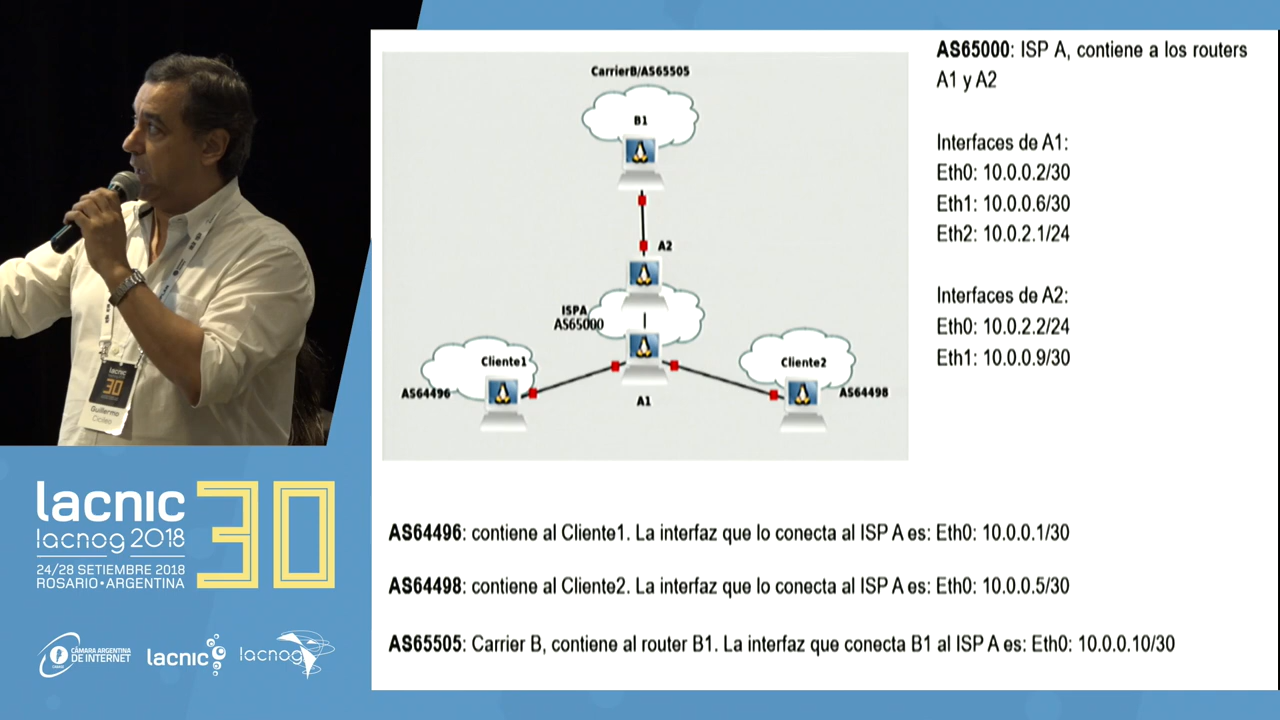 CarrierB/AS65505
B1
A2
ISPA
AS65000
Cliente1
AS64496
A1
Cliente2
AS64498
AS65000: ISP A, contiene a los routers
A1 y A2
Interfaces de A1:
Eth0: 10.0.0.2/30
Eth1: 10.0.0.6/30
Eth2: 10.0.2.1/24
Interfaces de A2:
Eth0: 10.0.2.2/24
Eth1: 10.0.0.9/30
AS64496: contiene al Cliente1. La interfaz que lo conecta al ISP A es: Eth0: 10.0.0.1/30
AS64498: contiene al Cliente2. La interfaz que lo conecta al ISP A es: Eth0: 10.0.0.5/30
AS65505: Carrier B, contiene al router B1. La interfaz que conecta B1 al ISP A es: Eth0: 10.0.0.10/30
lacnic
30
Guillermo
Cicileo
lacnic 30
lacnog 2018
24/28 SETIEMBRE 2018
ROSARIO•ARGENTINA
CÁMARA ARGENTINA
DE INTERNET
lacnic
lacnog